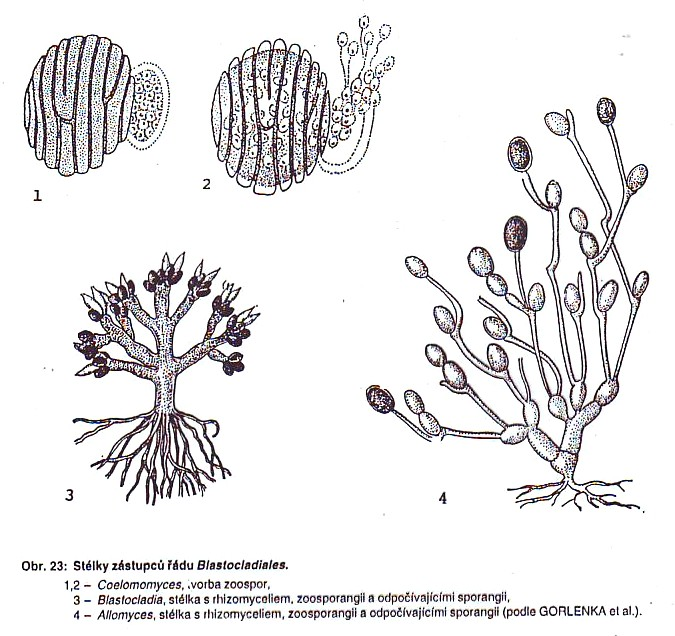 1
2
3
4
Obr. 23: Stélky zástupců řádu Blastocladiales.
1,2 – Coelomomyces, .vorba zoospor,
3 – Blastocladia, stélka s rhizomyceliem, zoosporangii a odpočívajícími sporangii,
4 – Allomyces, stélka s rhizomyceliem, zoosporangii a odpočívajícími sporangii (podle GORLENKA et al.).